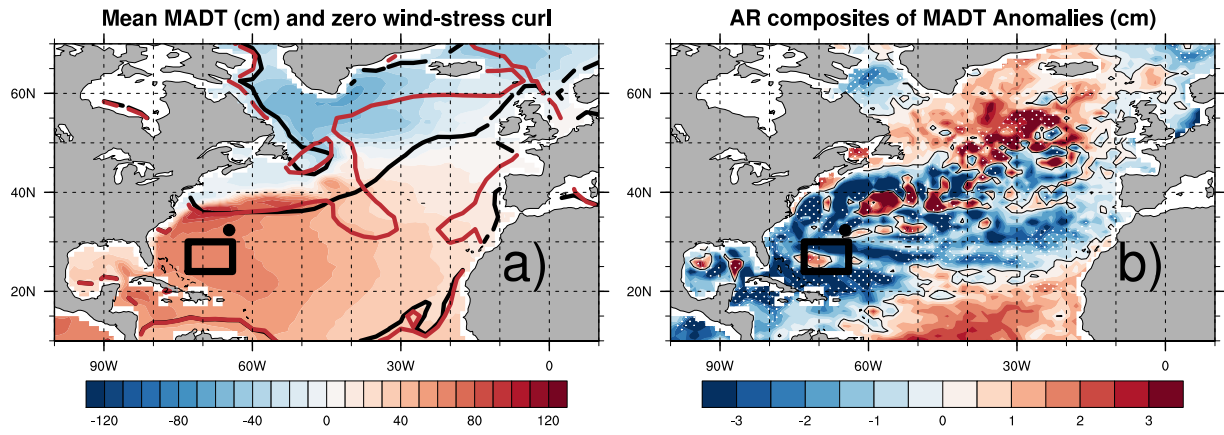 Mean MADT (cm) and zero wind-stress curl
AR composites of MADT Anomalies (cm)
60N
40N
20N
a)
90W
60W
30W
0
-120
-80
-40
0
40
80
120
60N
40N
20N
b)
90W
60W
30W
0
-3
-2
-1
0
1
2
3